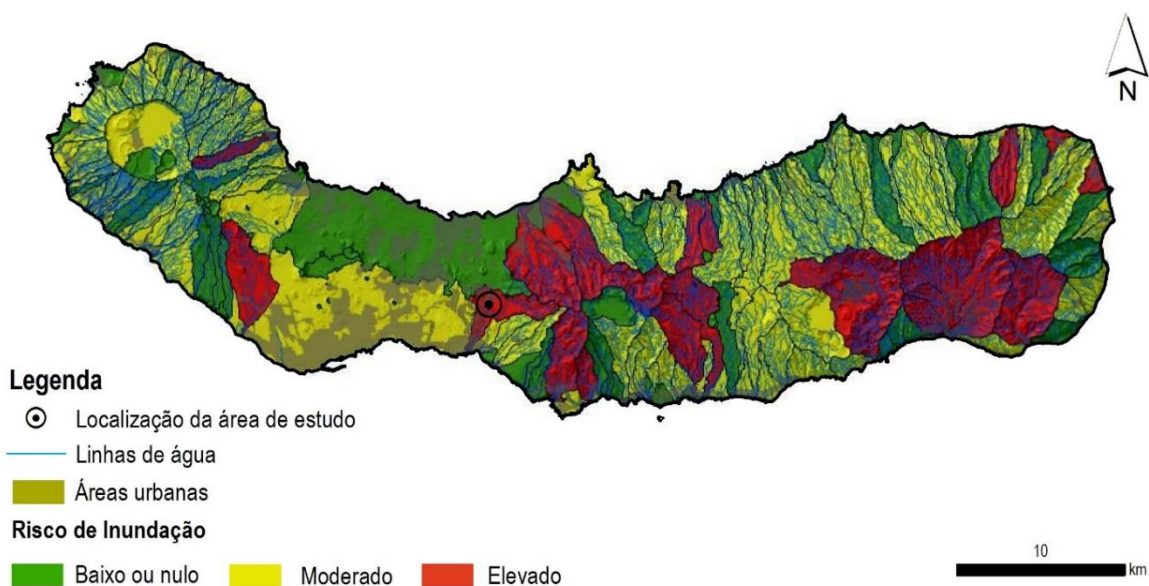 N
Legenda
Localização da área de estudo
Linhas de água
Áreas urbanas
Risco de Inundação
Baixo ou nulo Moderado Elevado
10
km